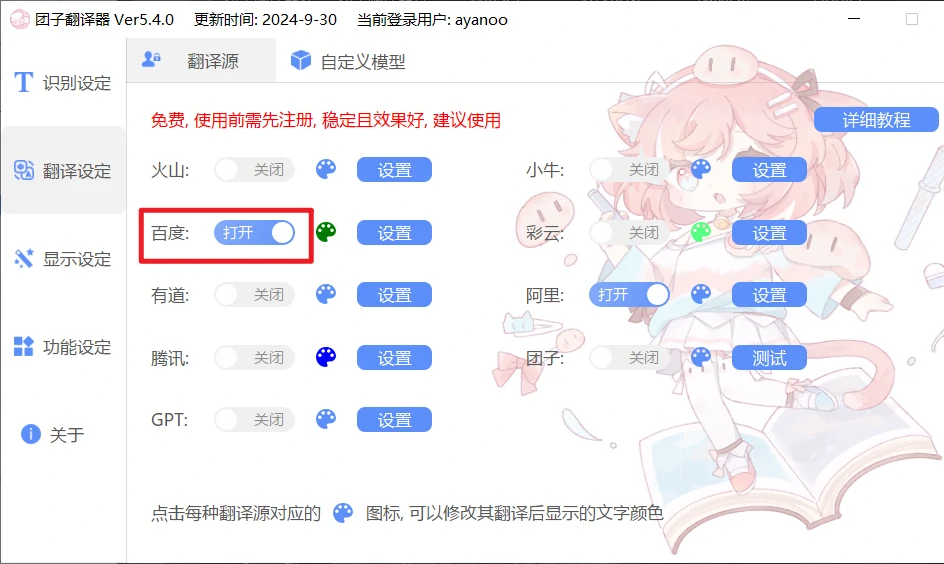 团子翻译器 Ver5.4.0 更新时间: 2024-9-30 当前登录用户: ayanoo
翻译源 自定义模型
识别设定
翻译设定
显示设定
功能设定
关于
免费, 使用前需先注册, 稳定且效果好, 建议使用
详细教程
火山: 关闭 设置 小牛: 关闭 设置
百度: 打开 设置 彩云: 关闭 设置
有道: 关闭 设置 阿里: 打开 设置
腾讯: 关闭 设置 团子: 关闭 测试
GPT: 关闭 设置
点击每种翻译源对应的 图标, 可以修改其翻译后显示的文字颜色